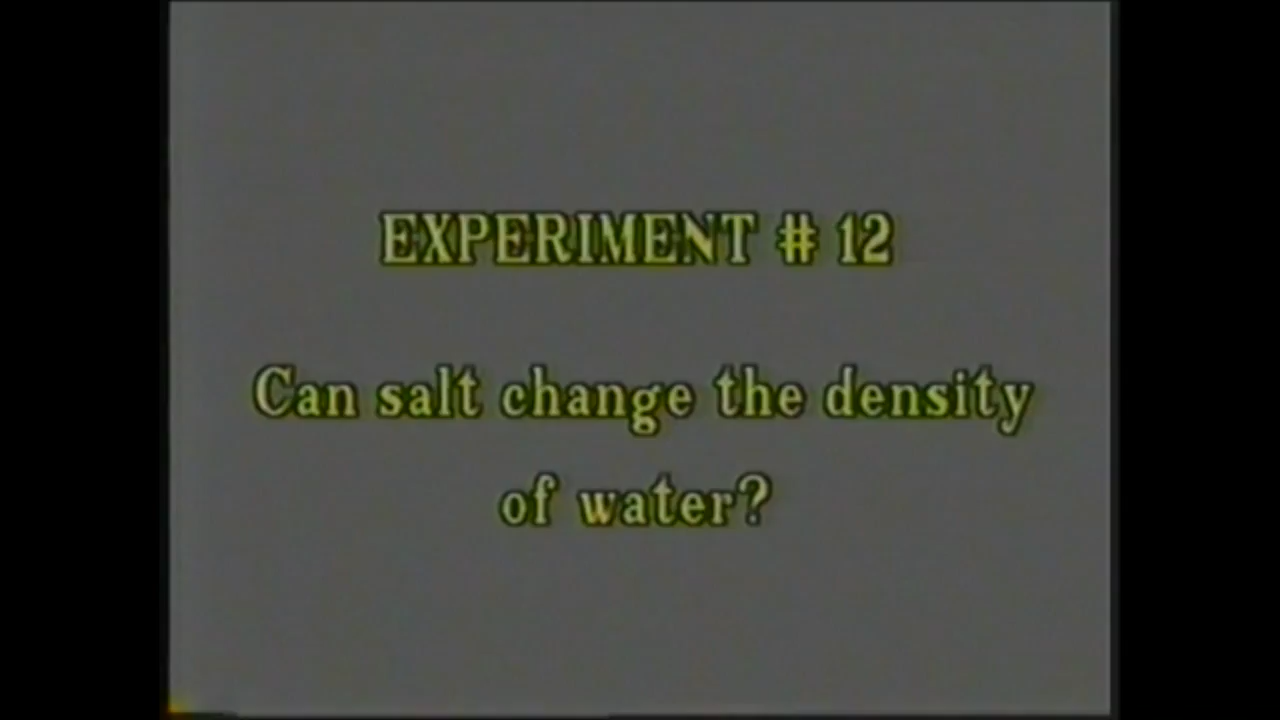 EXPERIMENT # 12
Can salt change the density
of water?